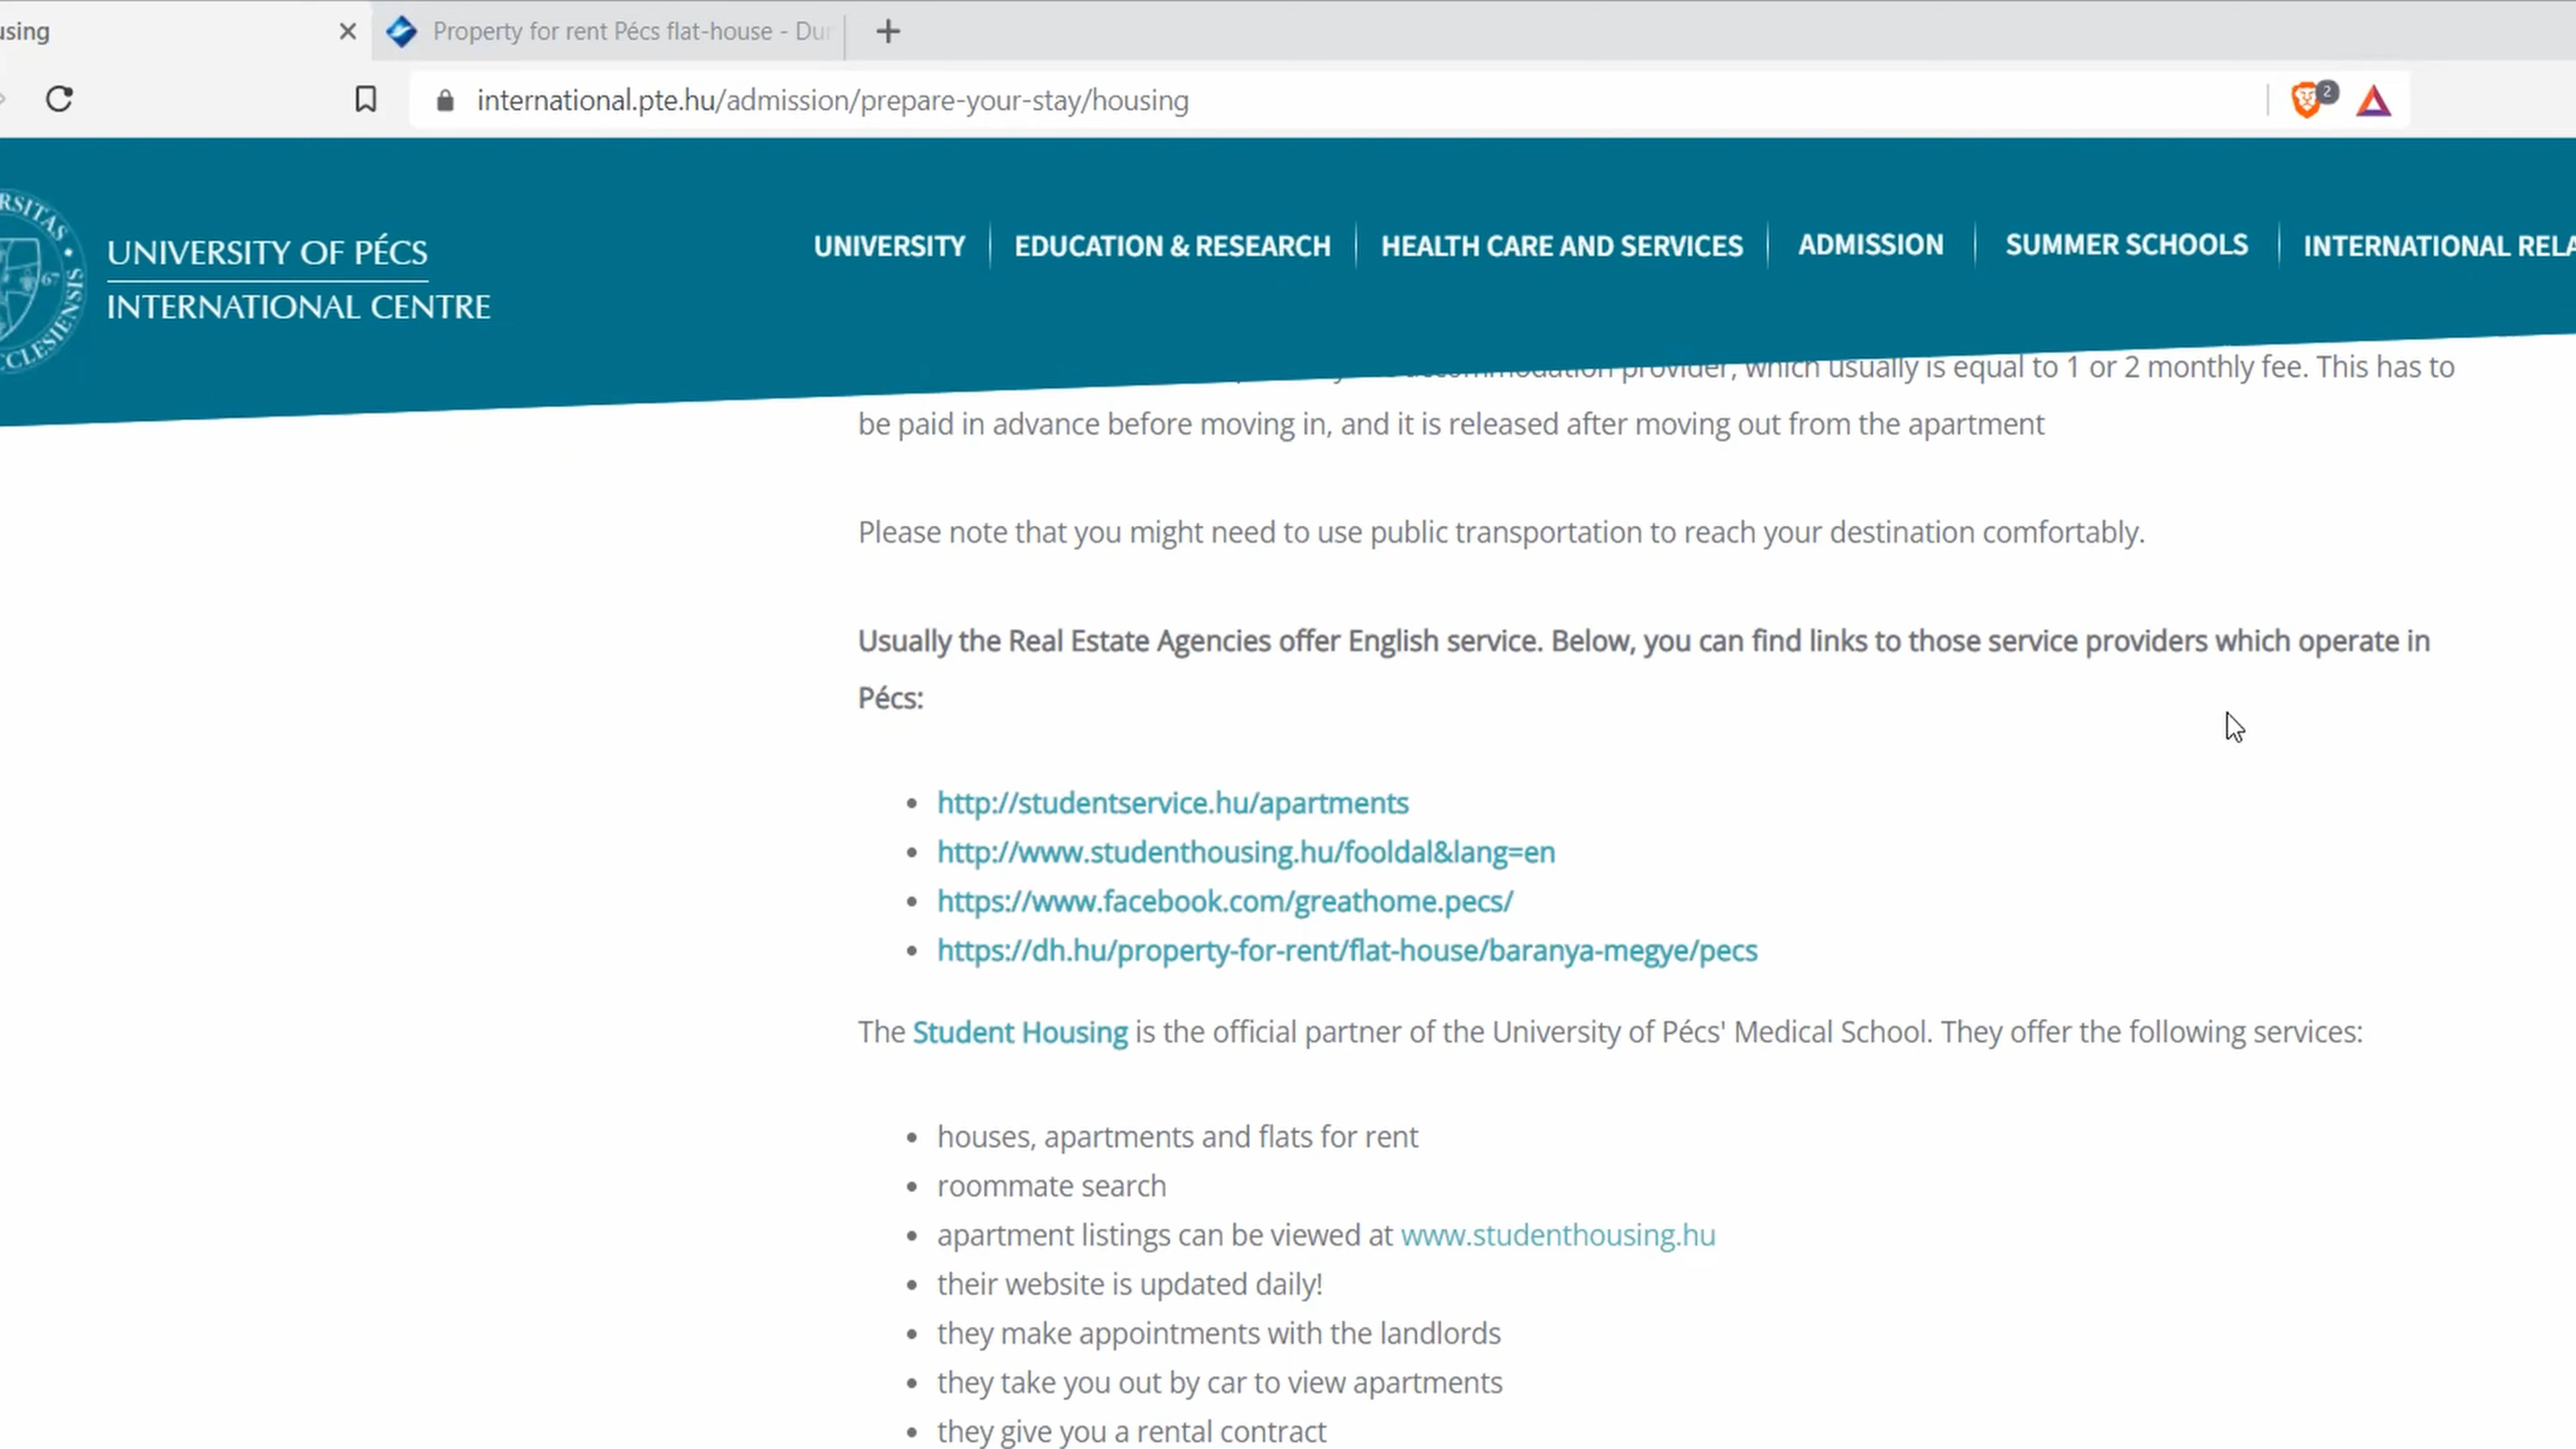 using
Property for rent Pécs flat-house - Dun
international.pte.hu/admission/prepare-your-stay/housing
2
UNIVERSITY OF PÉCS
INTERNATIONAL CENTRE
UNIVERSITY
EDUCATION & RESEARCH
HEALTH CARE AND SERVICES
ADMISSION
SUMMER SCHOOLS
INTERNATIONAL RELA
accommodation provider, which usually is equal to 1 or 2 monthly fee. This has to
be paid in advance before moving in, and it is released after moving out from the apartment
Please note that you might need to use public transportation to reach your destination comfortably.
Usually the Real Estate Agencies offer English service. Below, you can find links to those service providers which operate in
Pécs:
• http://studentservice.hu/apartments
• http://www.studenthousing.hu/fooldal&lang=en
• https://www.facebook.com/greathome.pecs/
• https://dh.hu/property-for-rent/flat-house/baranya-megye/pecs
The Student Housing is the official partner of the University of Pécs' Medical School. They offer the following services:
• houses, apartments and flats for rent
• roommate search
• apartment listings can be viewed at www.studenthousing.hu
• their website is updated daily!
• they make appointments with the landlords
• they take you out by car to view apartments
• they give you a rental contract